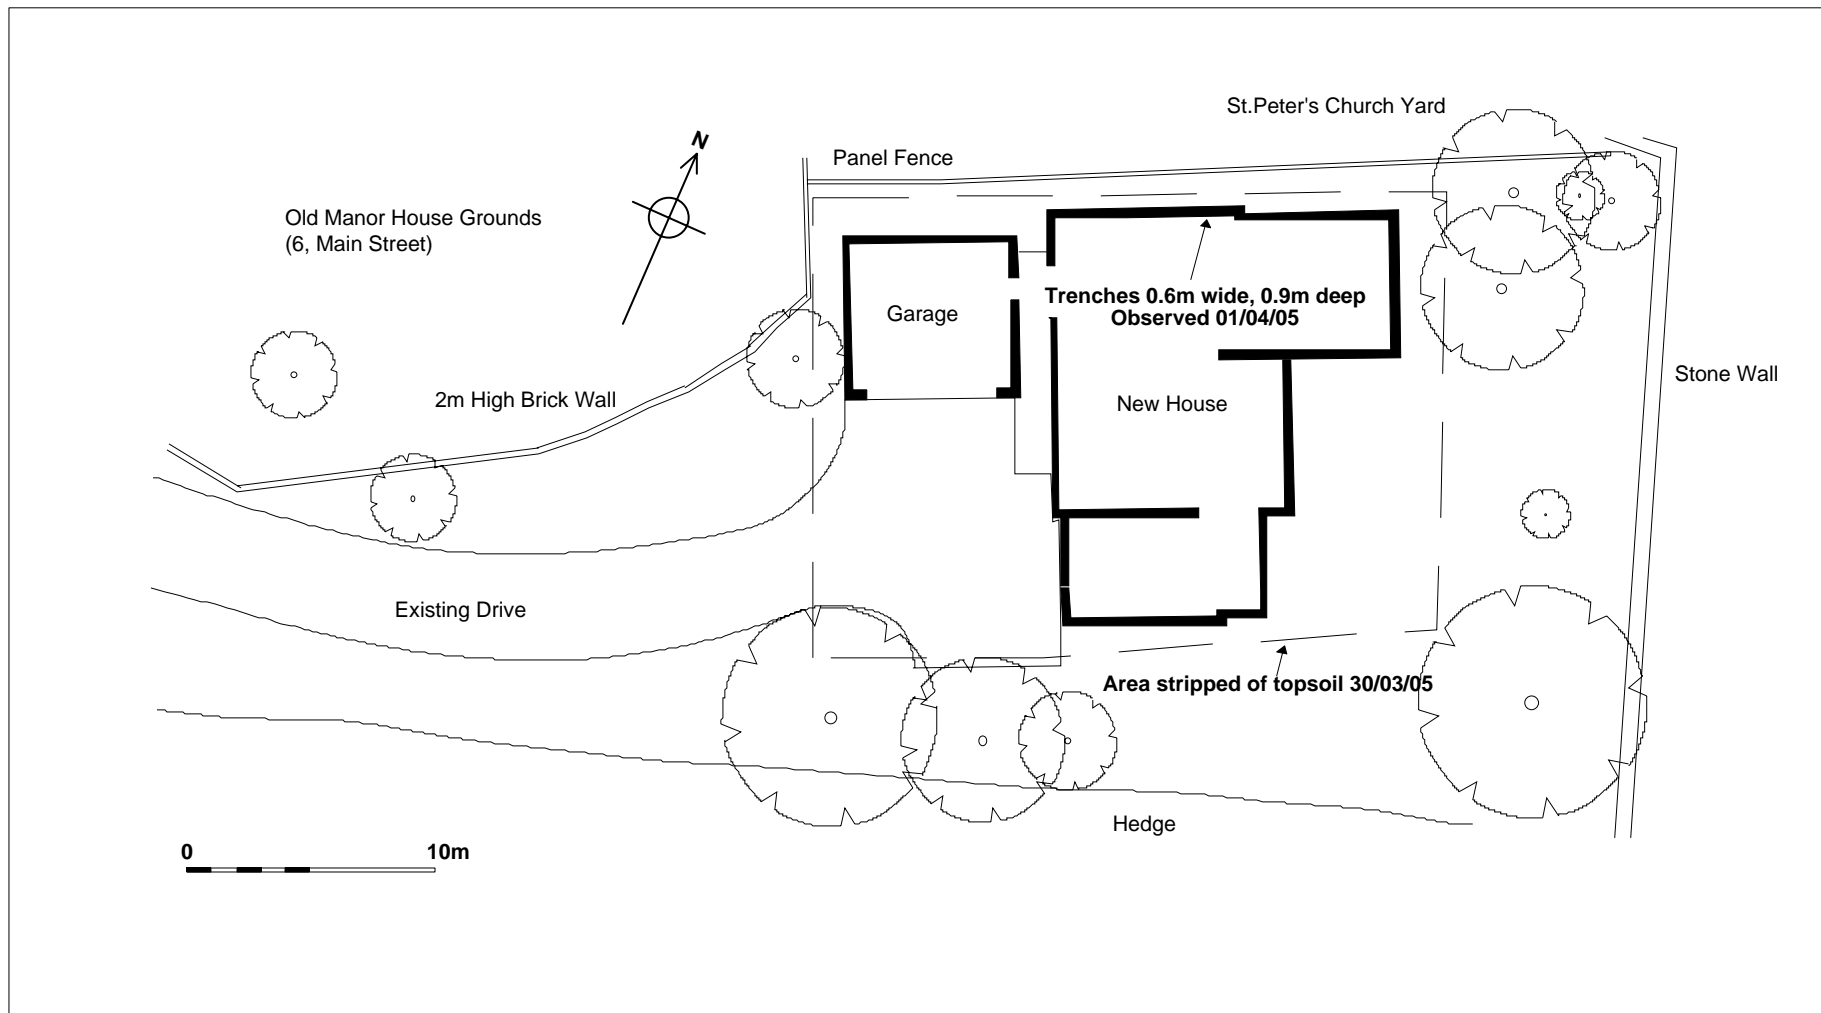 St.Peter's Church Yard
N
Panel Fence
Old Manor House Grounds
(6, Main Street)
Trenches 0.6m wide, 0.9m deep
Observed 01/04/05
Garage
Stone Wall
2m High Brick Wall
New House
Existing Drive
Area stripped of topsoil 30/03/05
Hedge
0 10m